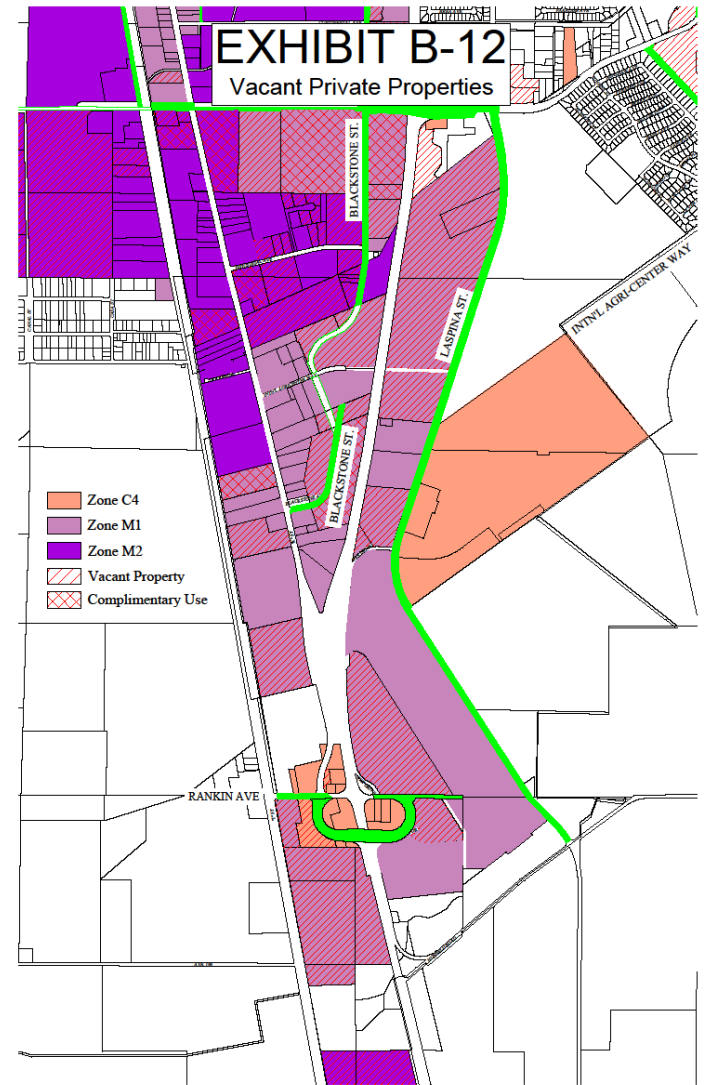 EXHIBIT B-12
Vacant Private Properties
BLACKSTONE ST.
INTN'L AGRI-CENTER WAY
LASPINA ST.
BLACKSTONE ST.
Zone C4
Zone M1
Zone M2
Vacant Property
Complimentary Use
RANKIN AVE